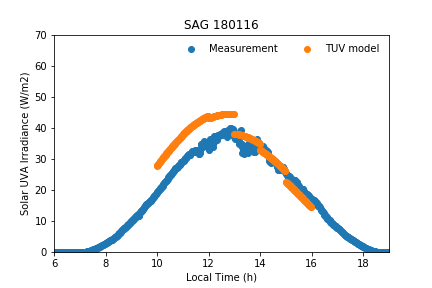 SAG 180116
Measurement TUV model
Solar UVA Irradiance (W/m2)
70
60
50
40
30
20
10
0
6 8 10 12 14 16 18
Local Time (h)